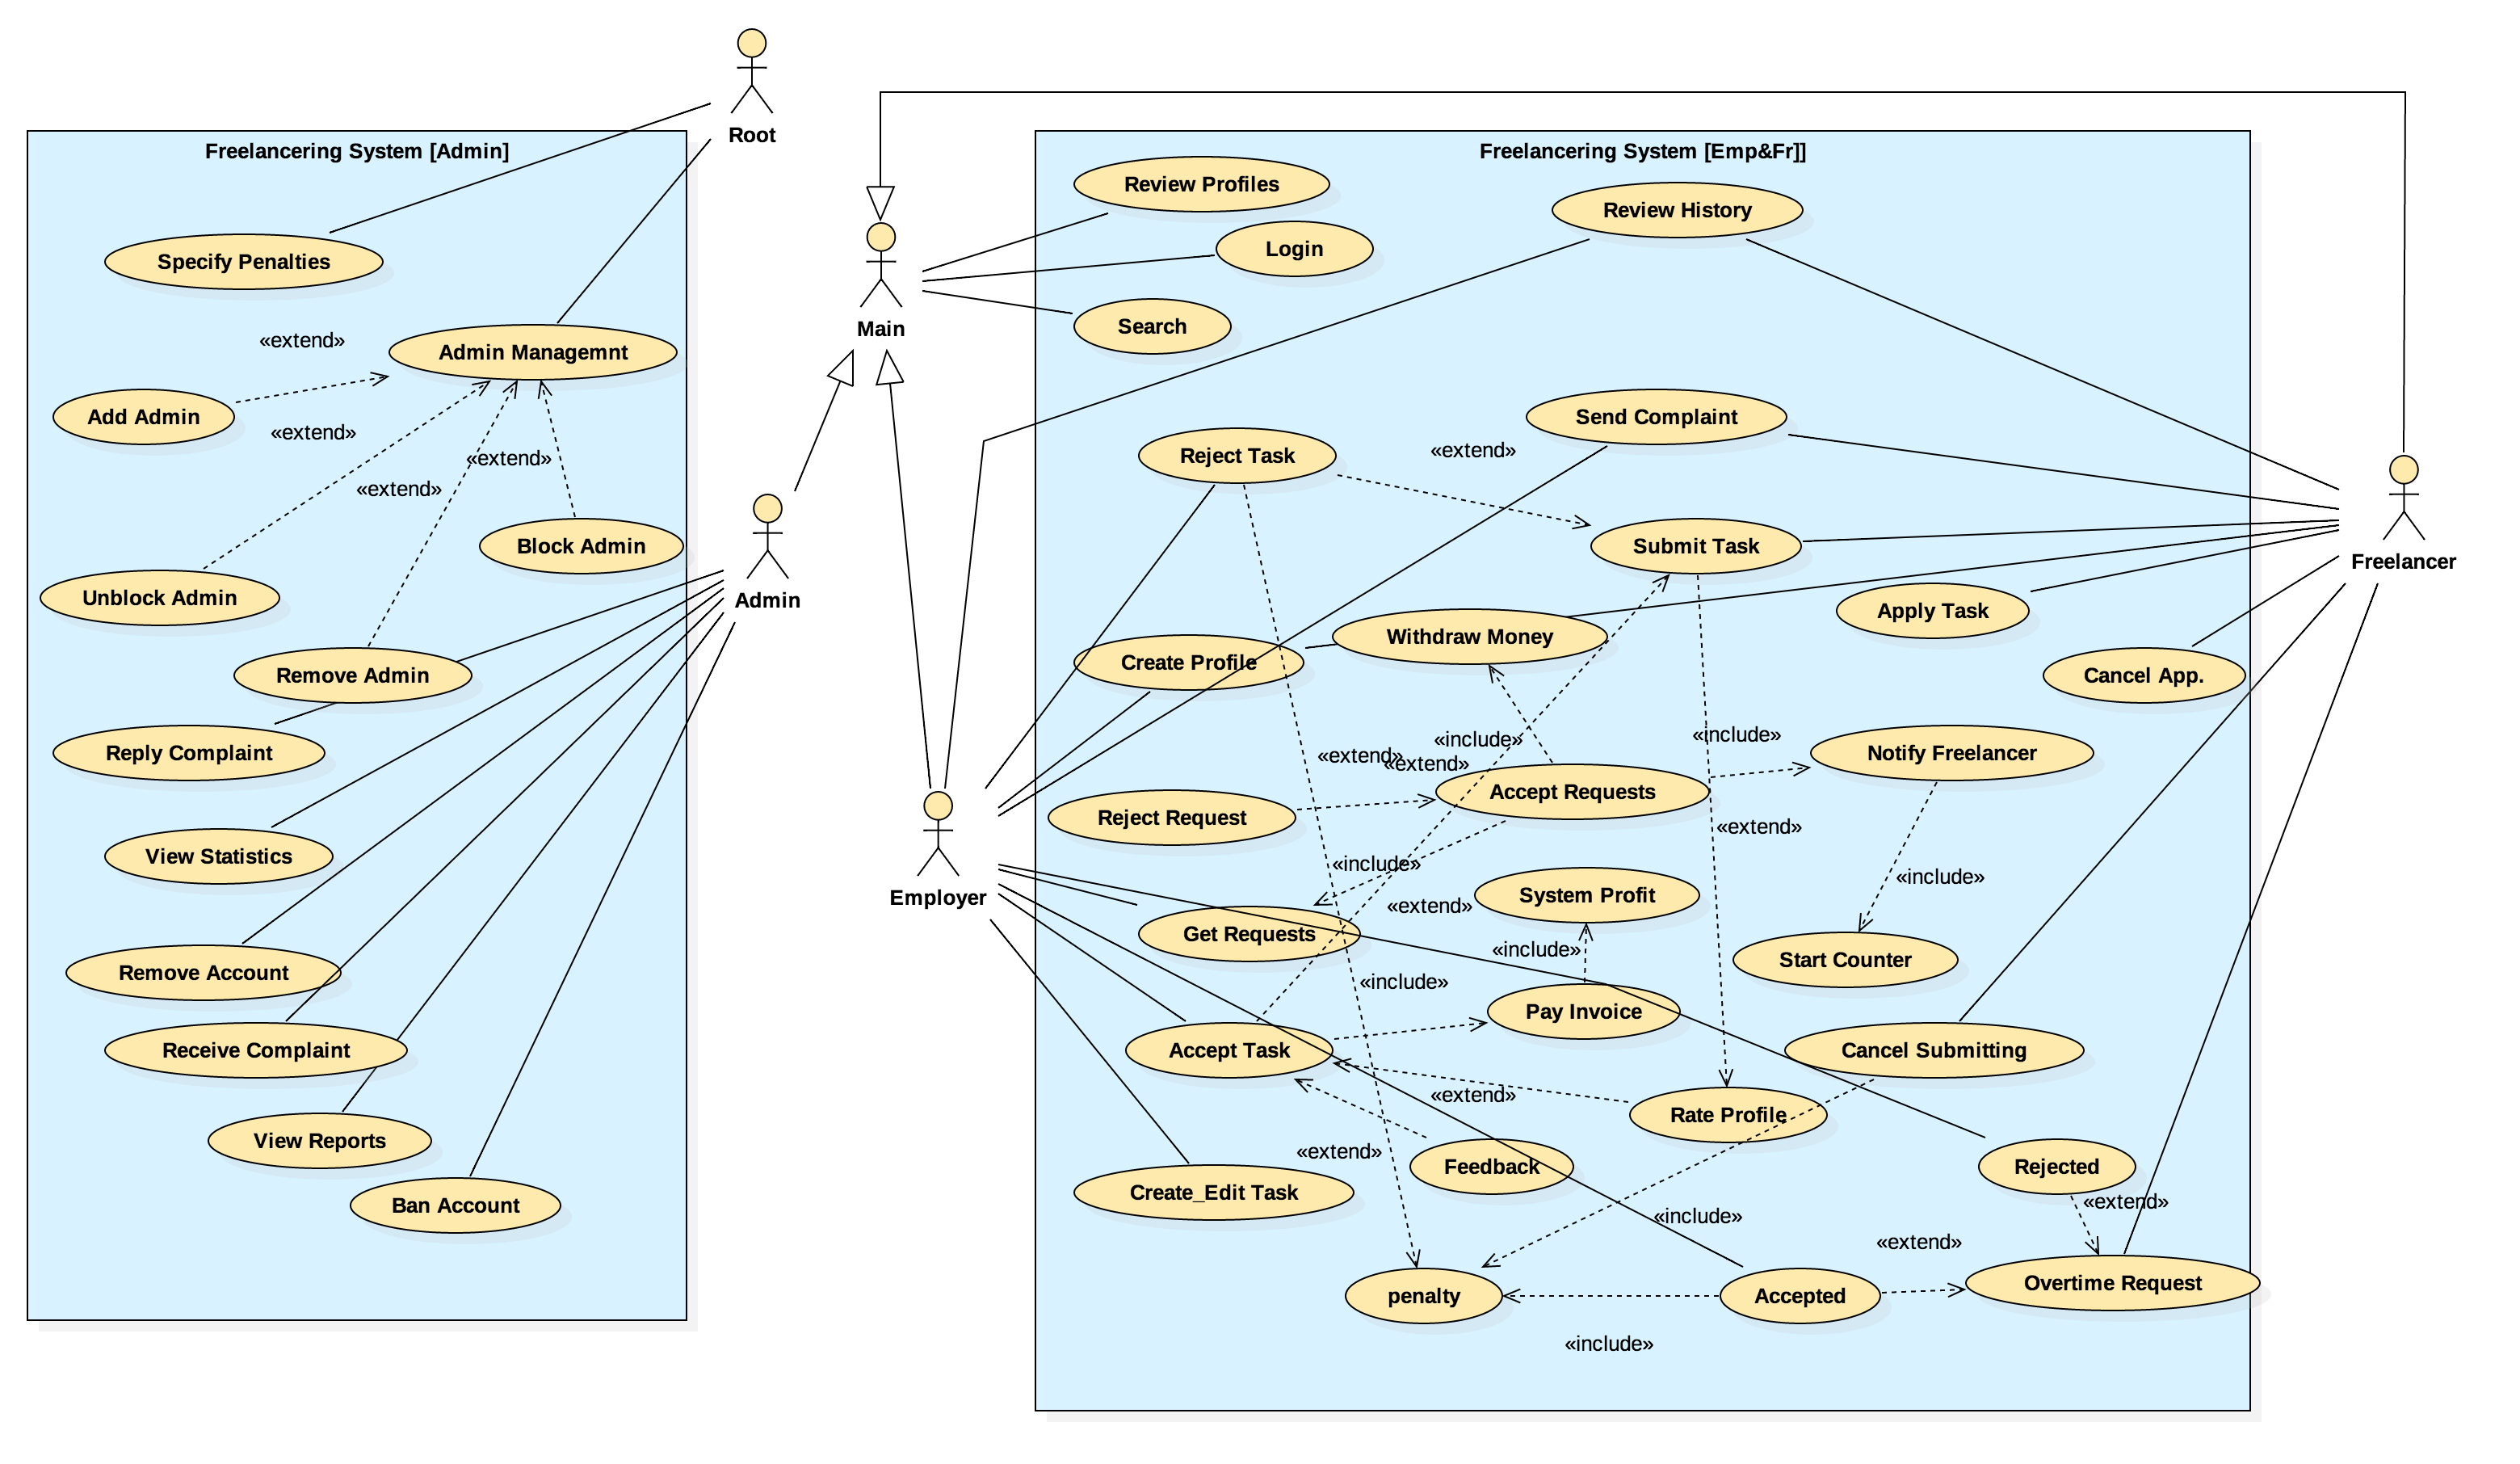 Root
Freelancering System [Admin]
Freelancering System [Emp&Fr]]
Review Profiles
Review History
Login
Specify Penalties
Search
Main
«extend»
Admin Managemnt
Add Admin
Send Complaint
«extend»
«extend»
Reject Task
«extend»
«extend»
Block Admin
Submit Task
Freelancer
Unblock Admin
Admin
Apply Task
Withdraw Money
Create Profile
Remove Admin
Cancel App.
«include»
«include»
Reply Complaint
«extend»
«extend»
Notify Freelancer
Accept Requests
Reject Request
«extend»
View Statistics
«include»
«include»
Employer
System Profit
«extend»
Get Requests
«include»
Start Counter
Remove Account
«include»
Pay Invoice
Receive Complaint
Accept Task
Cancel Submitting
«extend»
Rate Profile
View Reports
«extend»
Feedback
Rejected
Create_Edit Task
«extend»
Ban Account
«include»
«extend»
Overtime Request
penalty
Accepted
«include»